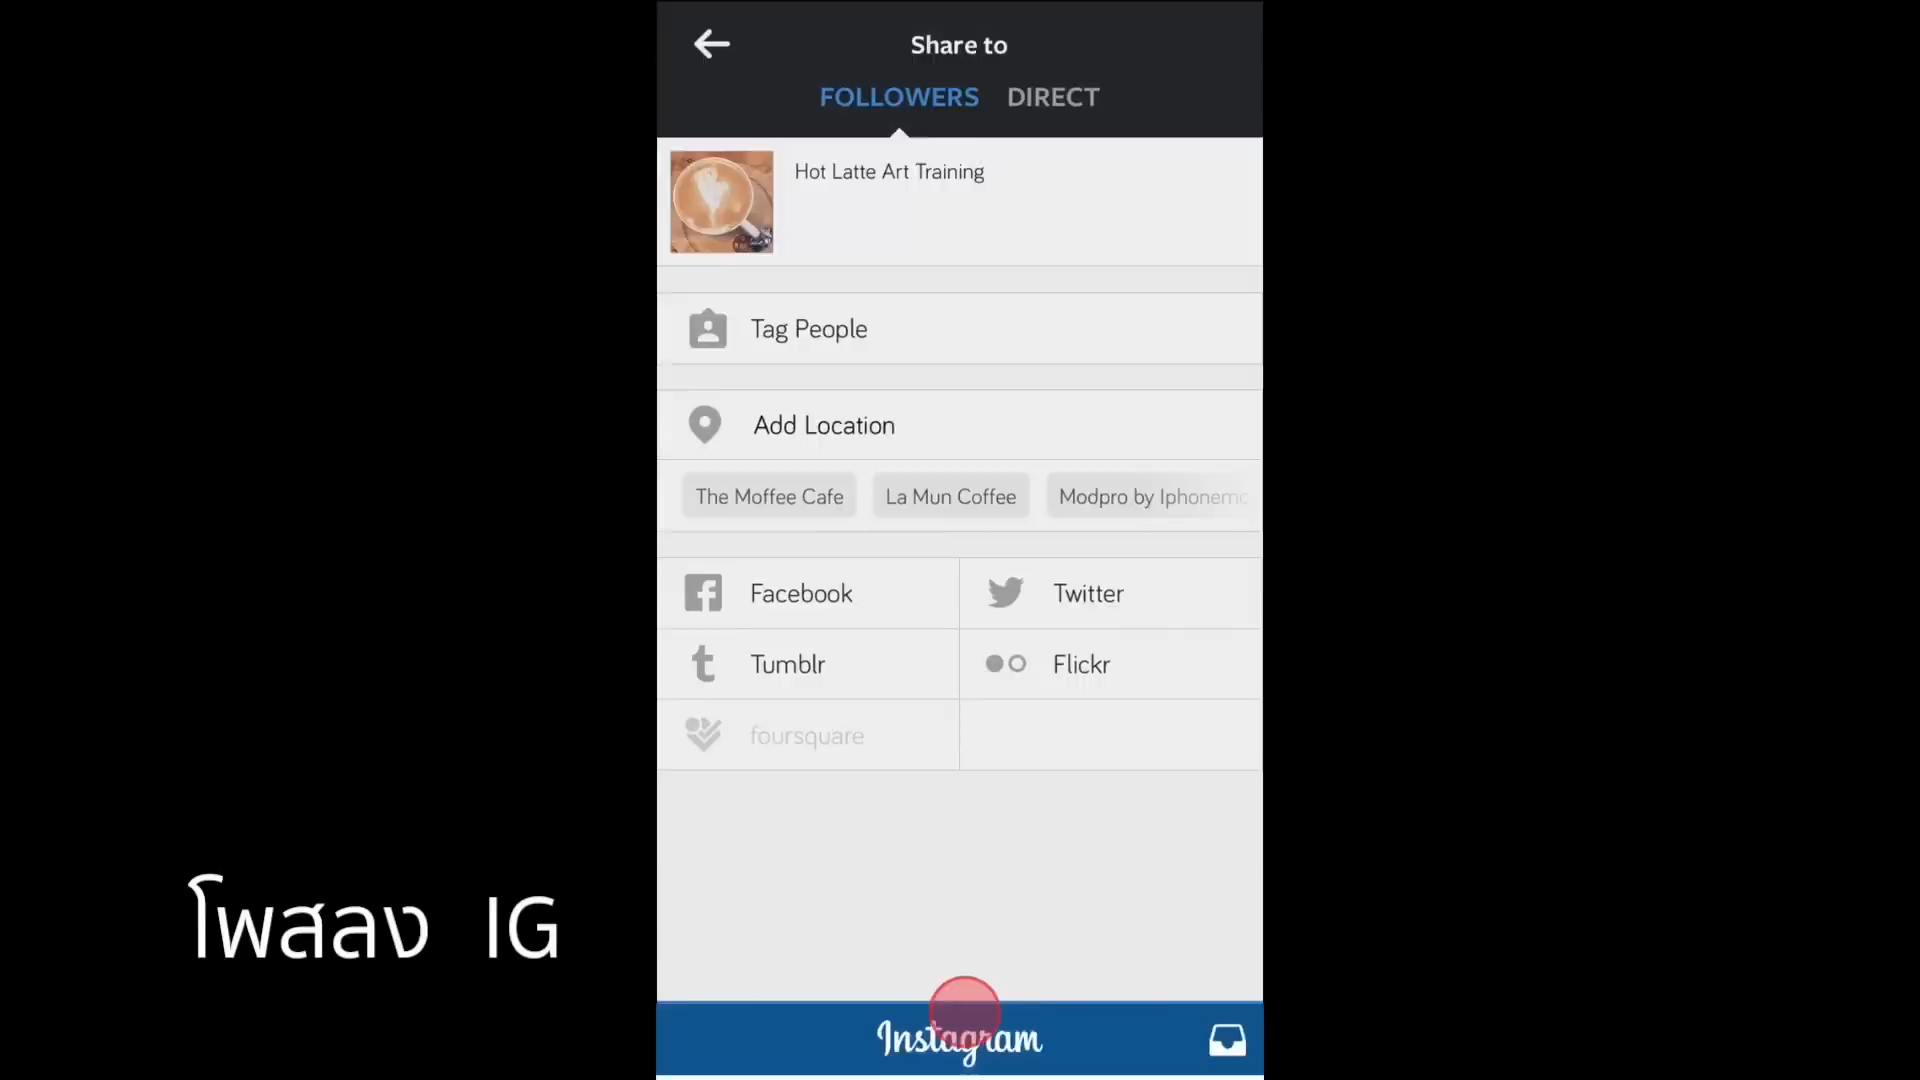 Share to
FOLLOWERS DIRECT
Hot Latte Art Training
Tag People
Add Location
The Moffee Cafe La Mun Coffee Modpro by Iphonemo
Facebook Twitter
Tumblr Flickr
foursquare
โพสลง IG
Instagram